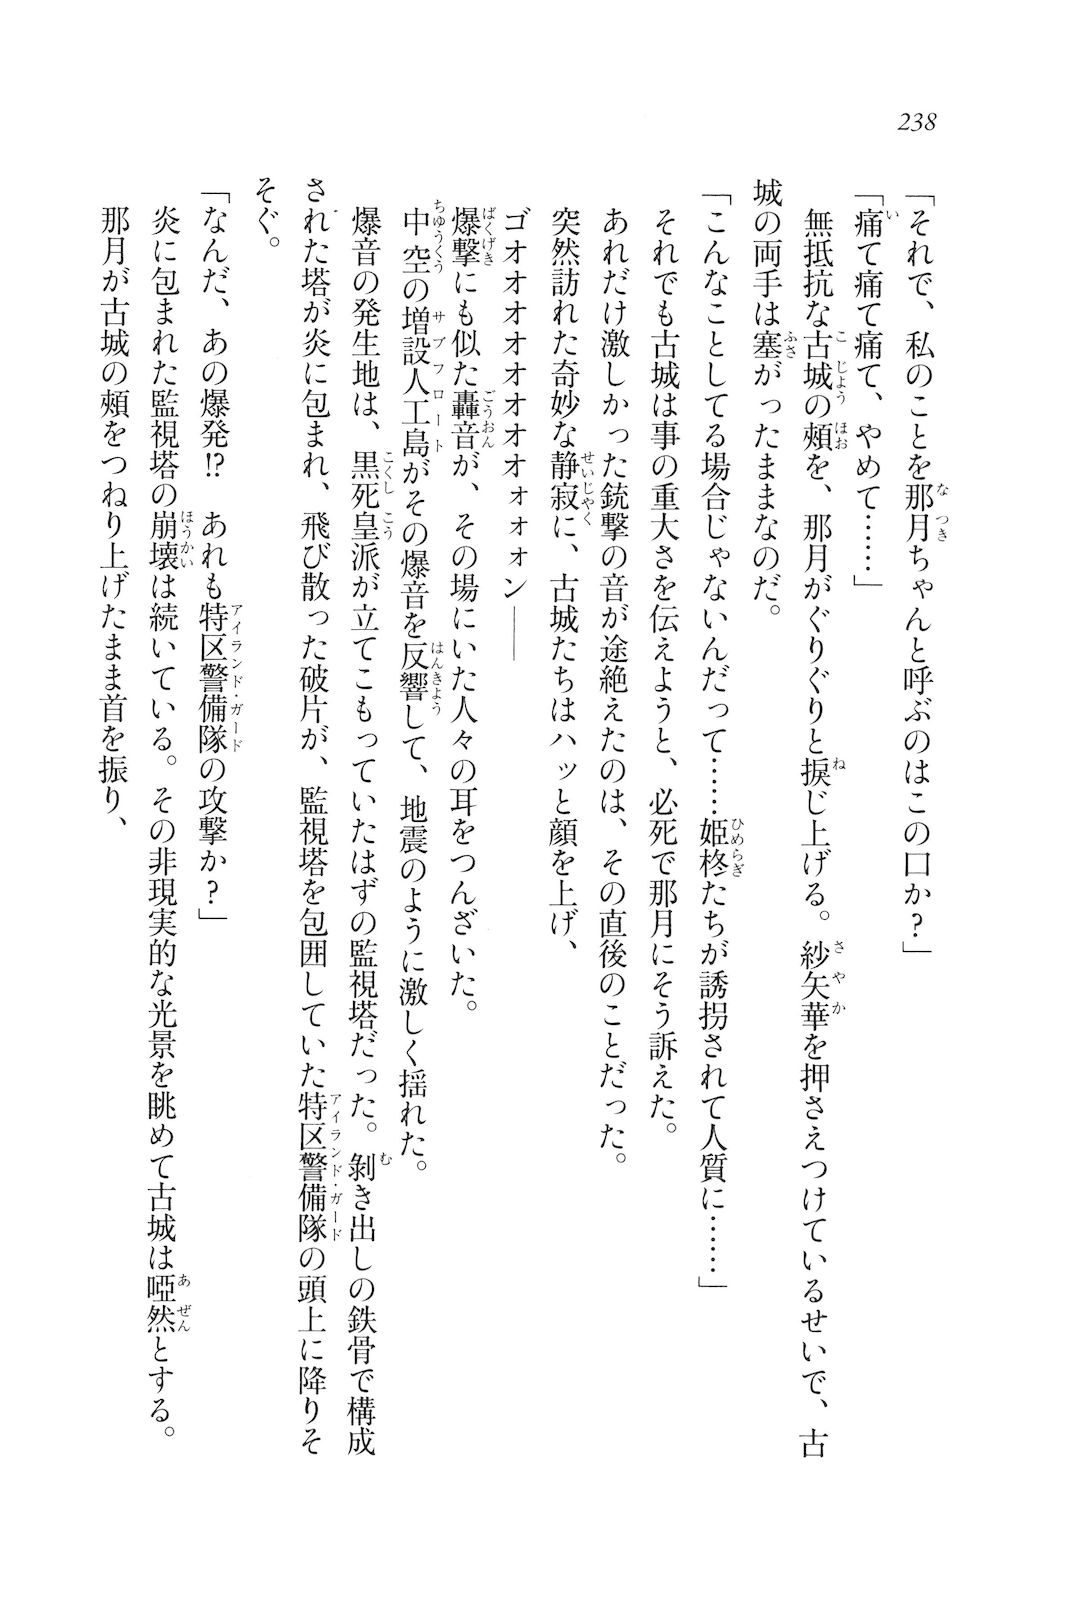 238
「それで、私のことを那月ちゃんと呼ぶのはこの口か?」
「痛て痛て痛て、やめて……」
無抵抗な古城の頰を、那月がぐりぐりと捩じ上げる。紗矢華を押さえつけているせいで、古
城の両手は塞がったままなのだ。
「こんなことしてる場合じゃないんだって……姫柊たちが誘拐されて人質に……」
それでも古城は事の重大さを伝えようと、必死で那月にそう訴えた。
あれだけ激しかった銃撃の音が途絶えたのは、その直後のことだった。
突然訪れた奇妙な静寂に、古城たちはハッと顔を上げ、
ゴオオオオオオオオォォォン――
爆撃にも似た轟音が、その場にいた人々の耳をつんざいた。
中空の増設人工島がその爆音を反響して、地震のように激しく揺れた。
爆音の発生地は、黒死皇派が立てこもっていたはずの監視塔だった。剝き出しの鉄骨で構成
された塔が炎に包まれ、飛び散った破片が、監視塔を包囲していた特区警備隊の頭上に降りそ
そぐ。
「なんだ、あの爆発!? あれも特区警備隊の攻撃か?」
炎に包まれた監視塔の崩壊は続いている。その非現実的な光景を眺めて古城は啞然とする。
那月が古城の頰をつねり上げたまま首を振り、